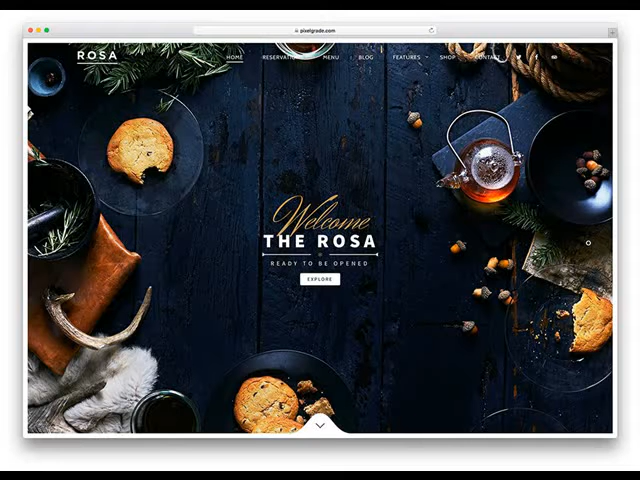 pixelgrade.com
ROSA
HOME RESERVATIONS MENU BLOG FEATURES SHOP CONTACT
Welcome
THE ROSA
READY TO BE OPENED
EXPLORE